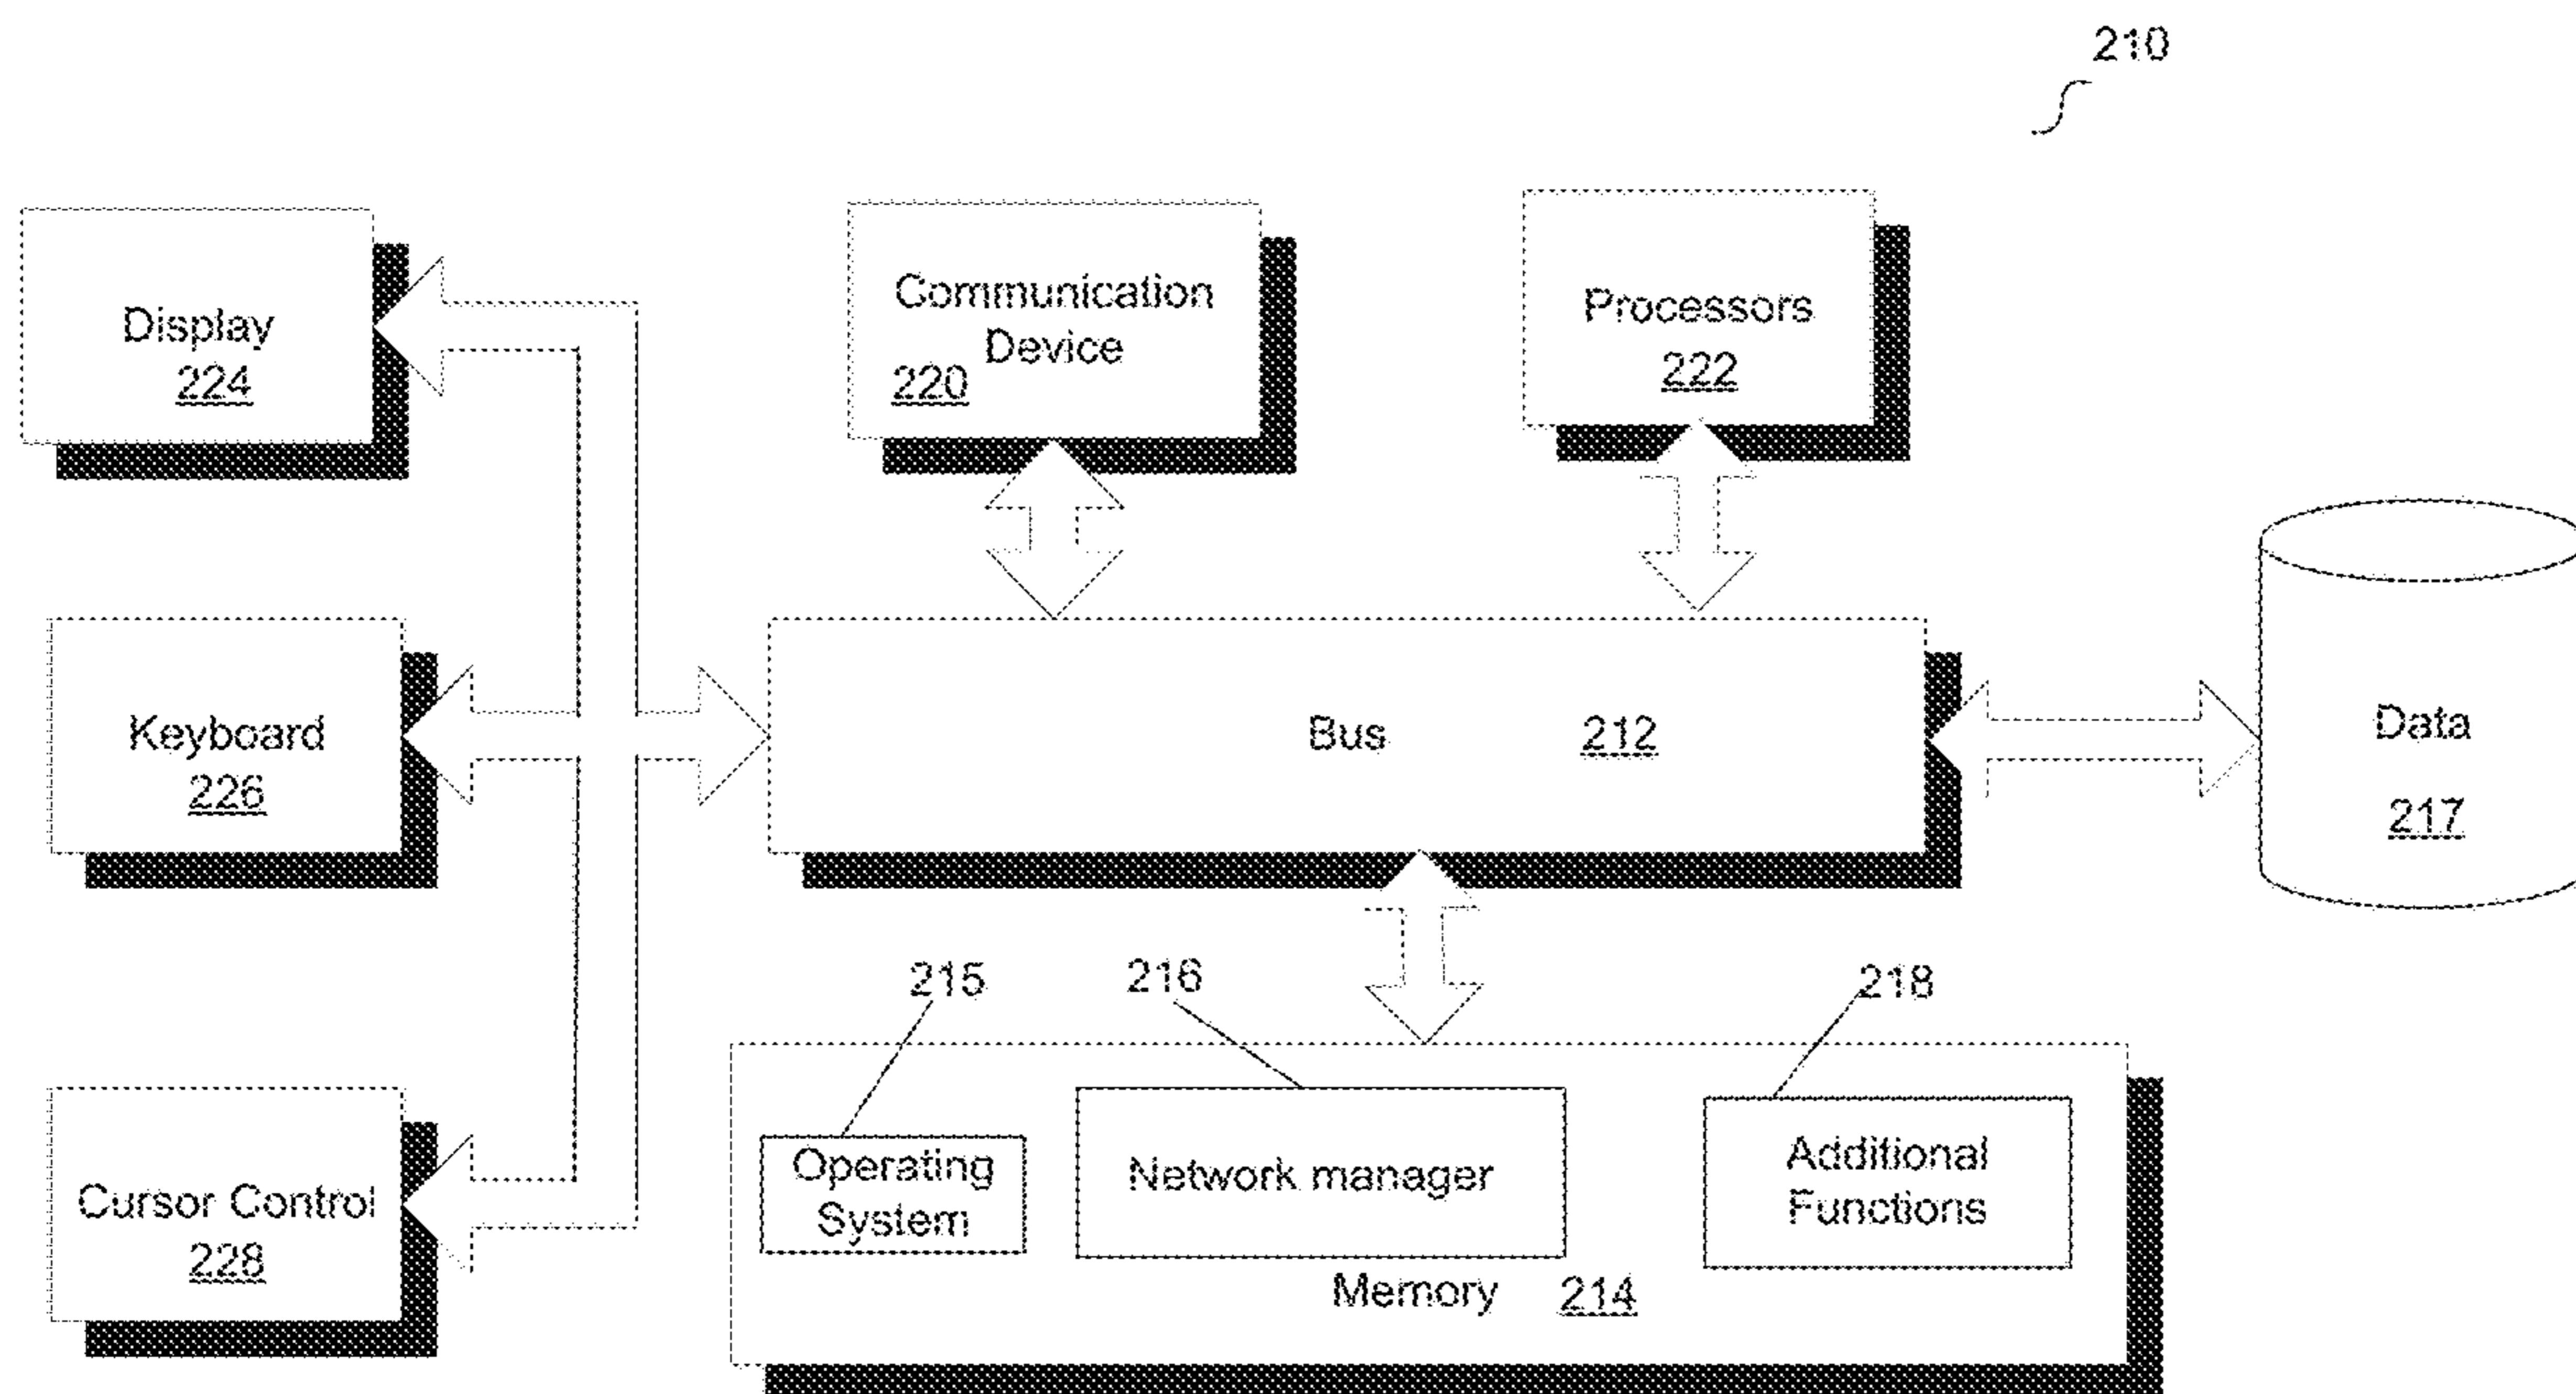 210
Display
224
Communication
Device
220
Processors
222
Keyboard
226
Bus 212
Data
217
215
216
218
Cursor Control
228
Operating
System
Network manager
Additional
Functions
Memory 214